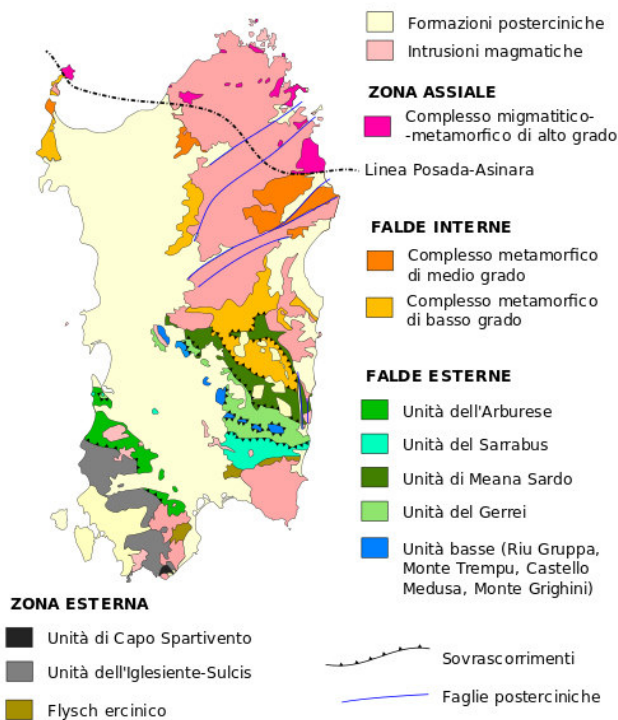 Formazioni posterciniche
Intrusioni magmatiche
ZONA ASSIALE
Complesso migmatitico-
-metamorfico di alto grado
Linea Posada-Asinara
FALDE INTERNE
Complesso metamorfico
di medio grado
Complesso metamorfico
di basso grado
FALDE ESTERNE
Unità dell'Arburese
Unità del Sarrabus
Unità di Meana Sardo
Unità del Gerrei
Unità basse (Riu Gruppa,
Monte Trempu, Castello
Medusa, Monte Grighini)
ZONA ESTERNA
Unità di Capo Spartivento
Unità dell'Iglesiente-Sulcis
Flysch ercinico
Sovrascorrimenti
Faglie posterciniche